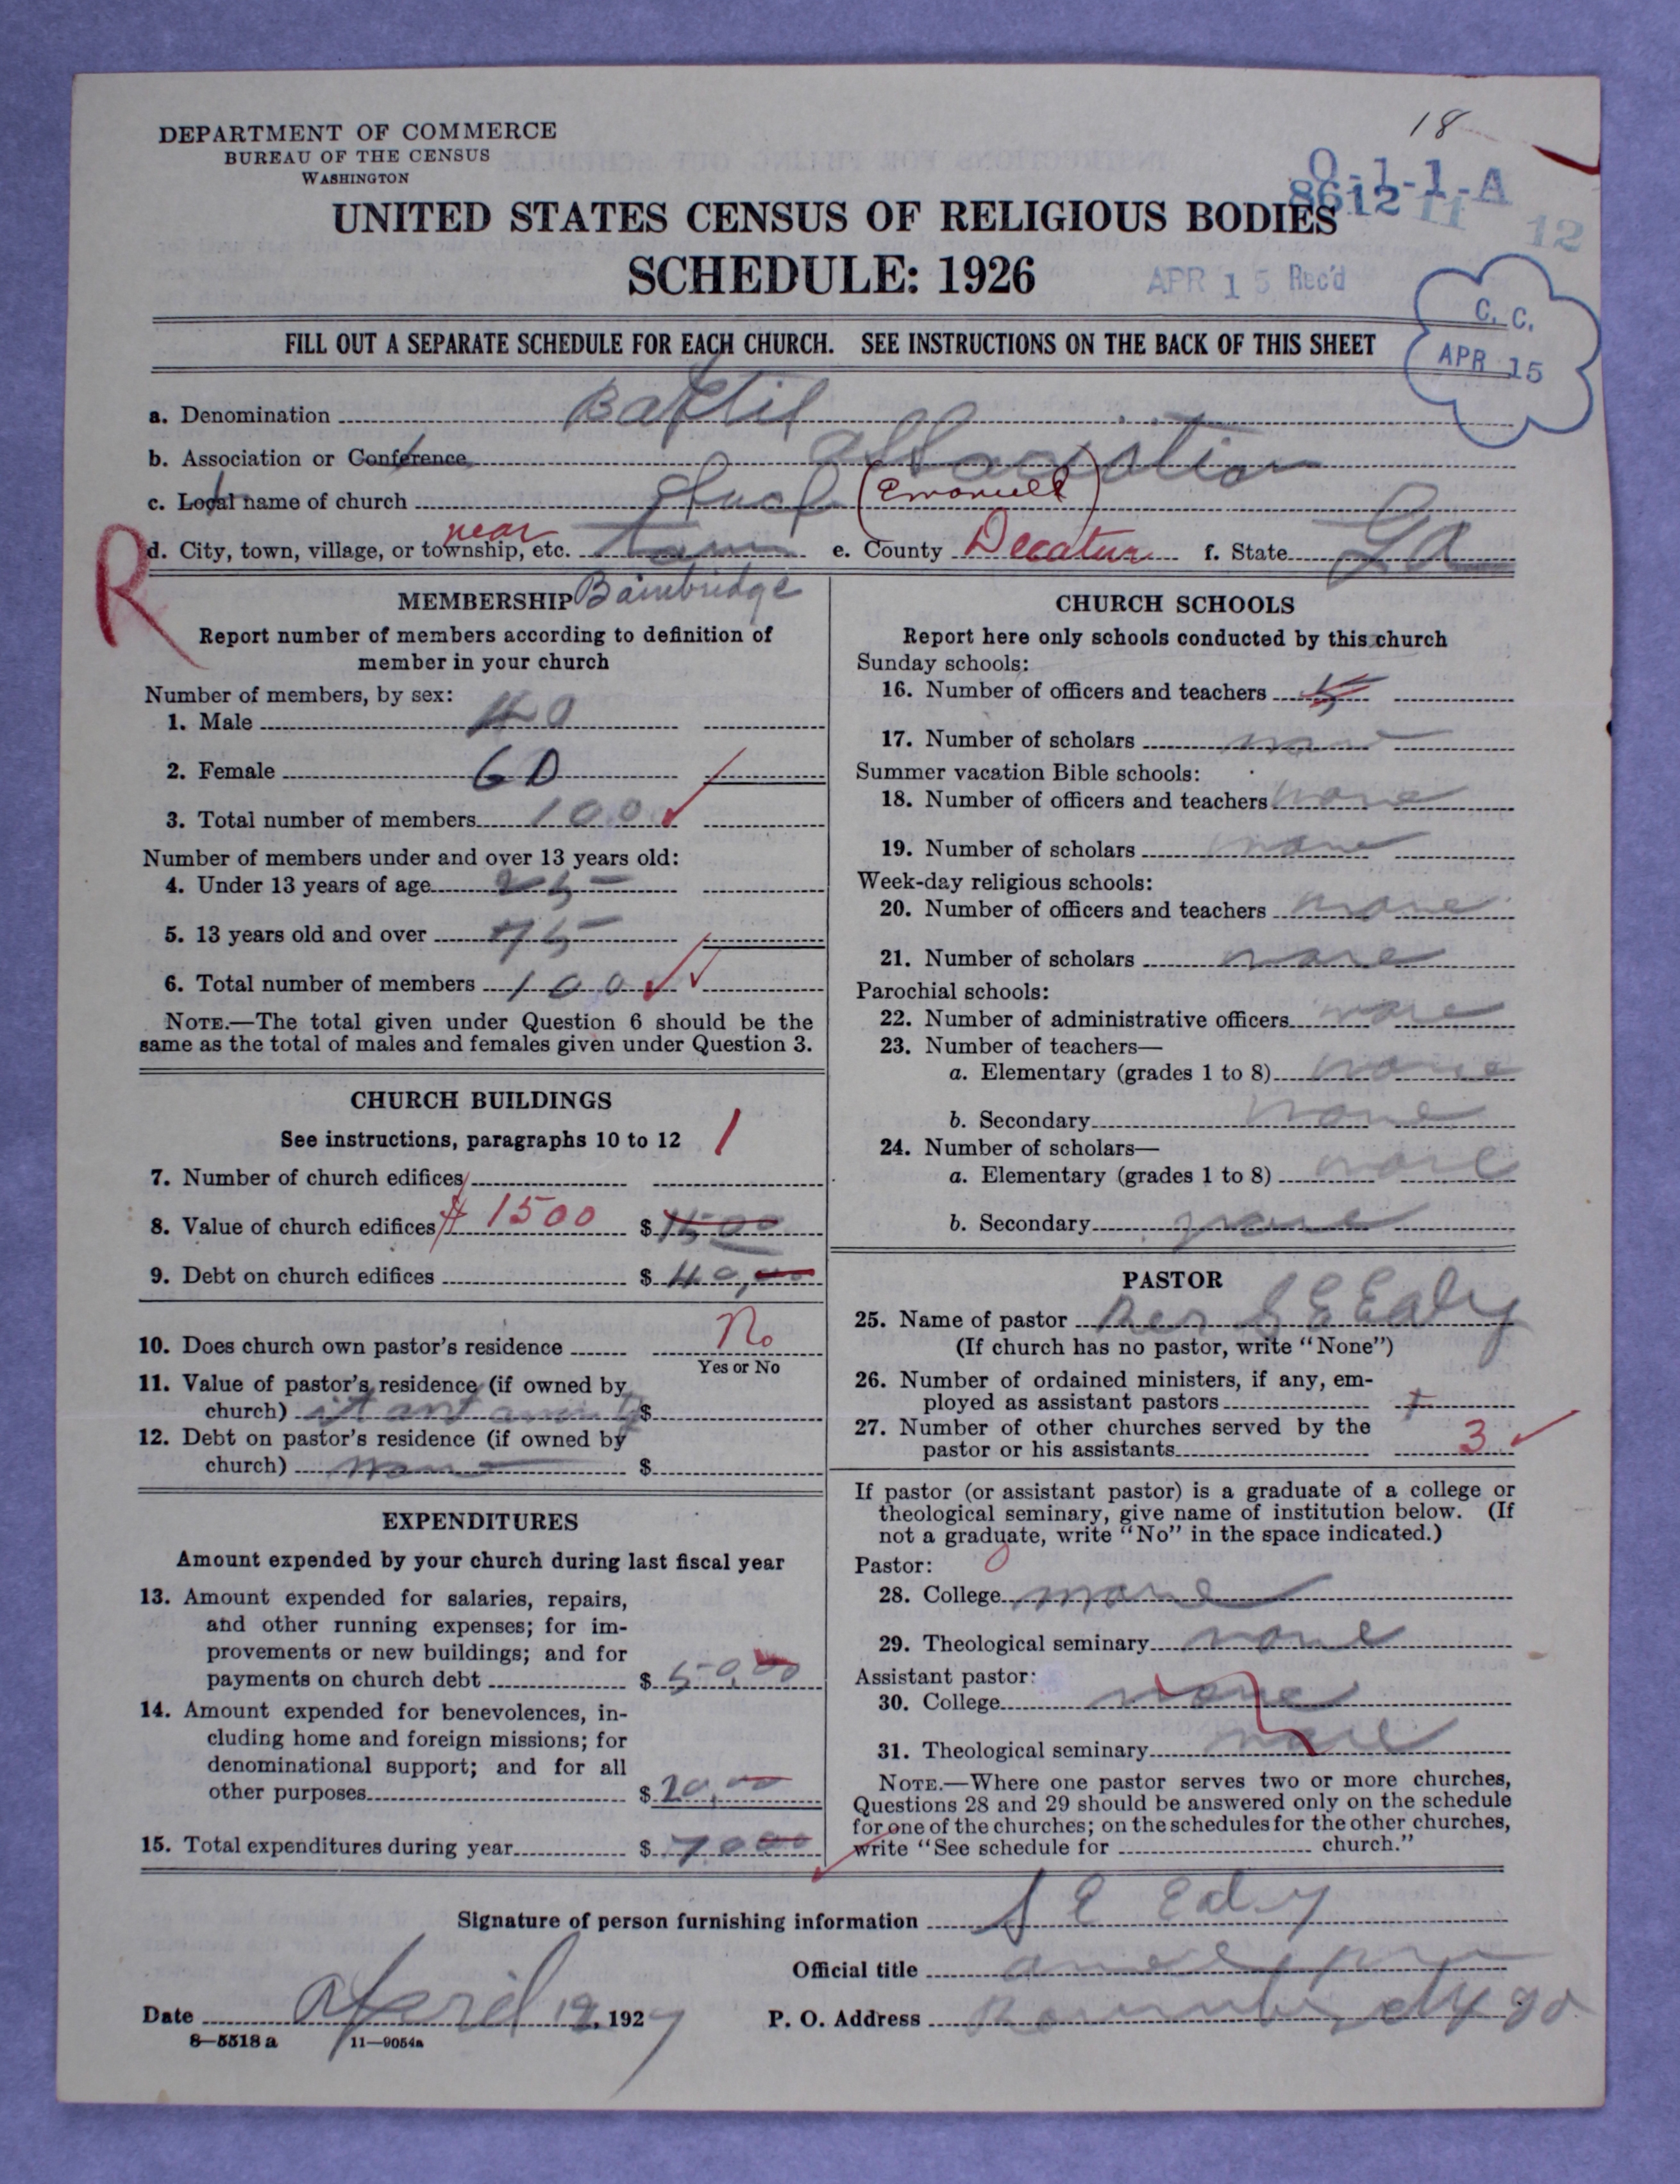 18
DEPARTMENT OF COMMERCE
BUREAU OF THE CENSUS
WASHINGTON
O-1-1-A
8612 11 12
UNITED STATES CENSUS OF RELIGIOUS BODIES
SCHEDULE: 1926
APR 15 Rec'd
C. C.
APR 15
FILL OUT A SEPARATE SCHEDULE FOR EACH CHURCH. SEE INSTRUCTIONS ON THE BACK OF THIS SHEET
a. Denomination
b. Association or Conference Association
c. Local name of church (Emanuell)
R
d. City, town, village, or township, etc. near town e. County Decatur f. State Ga
Bainbridge
MEMBERSHIP
Report number of members according to definition of
member in your church
Number of members, by sex:
1. Male 40
2. Female 60
3. Total number of members 100
Number of members under and over 13 years old:
4. Under 13 years of age 25
5. 13 years old and over 75
6. Total number of members 100
NOTE.—The total given under Question 6 should be the
same as the total of males and females given under Question 3.
CHURCH BUILDINGS
See instructions, paragraphs 10 to 12
1
7. Number of church edifices
8. Value of church edifices $1500 $1500
9. Debt on church edifices $40,00
10. Does church own pastor's residence No
Yes or No
11. Value of pastor's residence (if owned by
church) $
12. Debt on pastor's residence (if owned by
church) none $
EXPENDITURES
Amount expended by your church during last fiscal year
13. Amount expended for salaries, repairs,
and other running expenses; for im-
provements or new buildings; and for
payments on church debt $50,00
14. Amount expended for benevolences, in-
cluding home and foreign missions; for
denominational support; and for all
other purposes $20,00
15. Total expenditures during year $7000
CHURCH SCHOOLS
Report here only schools conducted by this church
Sunday schools:
16. Number of officers and teachers 5
17. Number of scholars
Summer vacation Bible schools:
18. Number of officers and teachers none
19. Number of scholars none
Week-day religious schools:
20. Number of officers and teachers none
21. Number of scholars none
Parochial schools:
22. Number of administrative officers none
23. Number of teachers—
a. Elementary (grades 1 to 8) none
b. Secondary none
24. Number of scholars—
a. Elementary (grades 1 to 8) none
b. Secondary none
PASTOR
25. Name of pastor Rev S E Eady
(If church has no pastor, write "None")
26. Number of ordained ministers, if any, em-
ployed as assistant pastors
27. Number of other churches served by the
pastor or his assistants 3
If pastor (or assistant pastor) is a graduate of a college or
theological seminary, give name of institution below. (If
not a graduate, write "No" in the space indicated.)
Pastor:
28. College none
29. Theological seminary none
Assistant pastor:
30. College none
31. Theological seminary none
NOTE.—Where one pastor serves two or more churches,
Questions 28 and 29 should be answered only on the schedule
for one of the churches; on the schedules for the other churches,
write "See schedule for church."
Signature of person furnishing information S E Eady
Official title
Date April 12, 1927 P. O. Address
8—5518 a 11—9054a